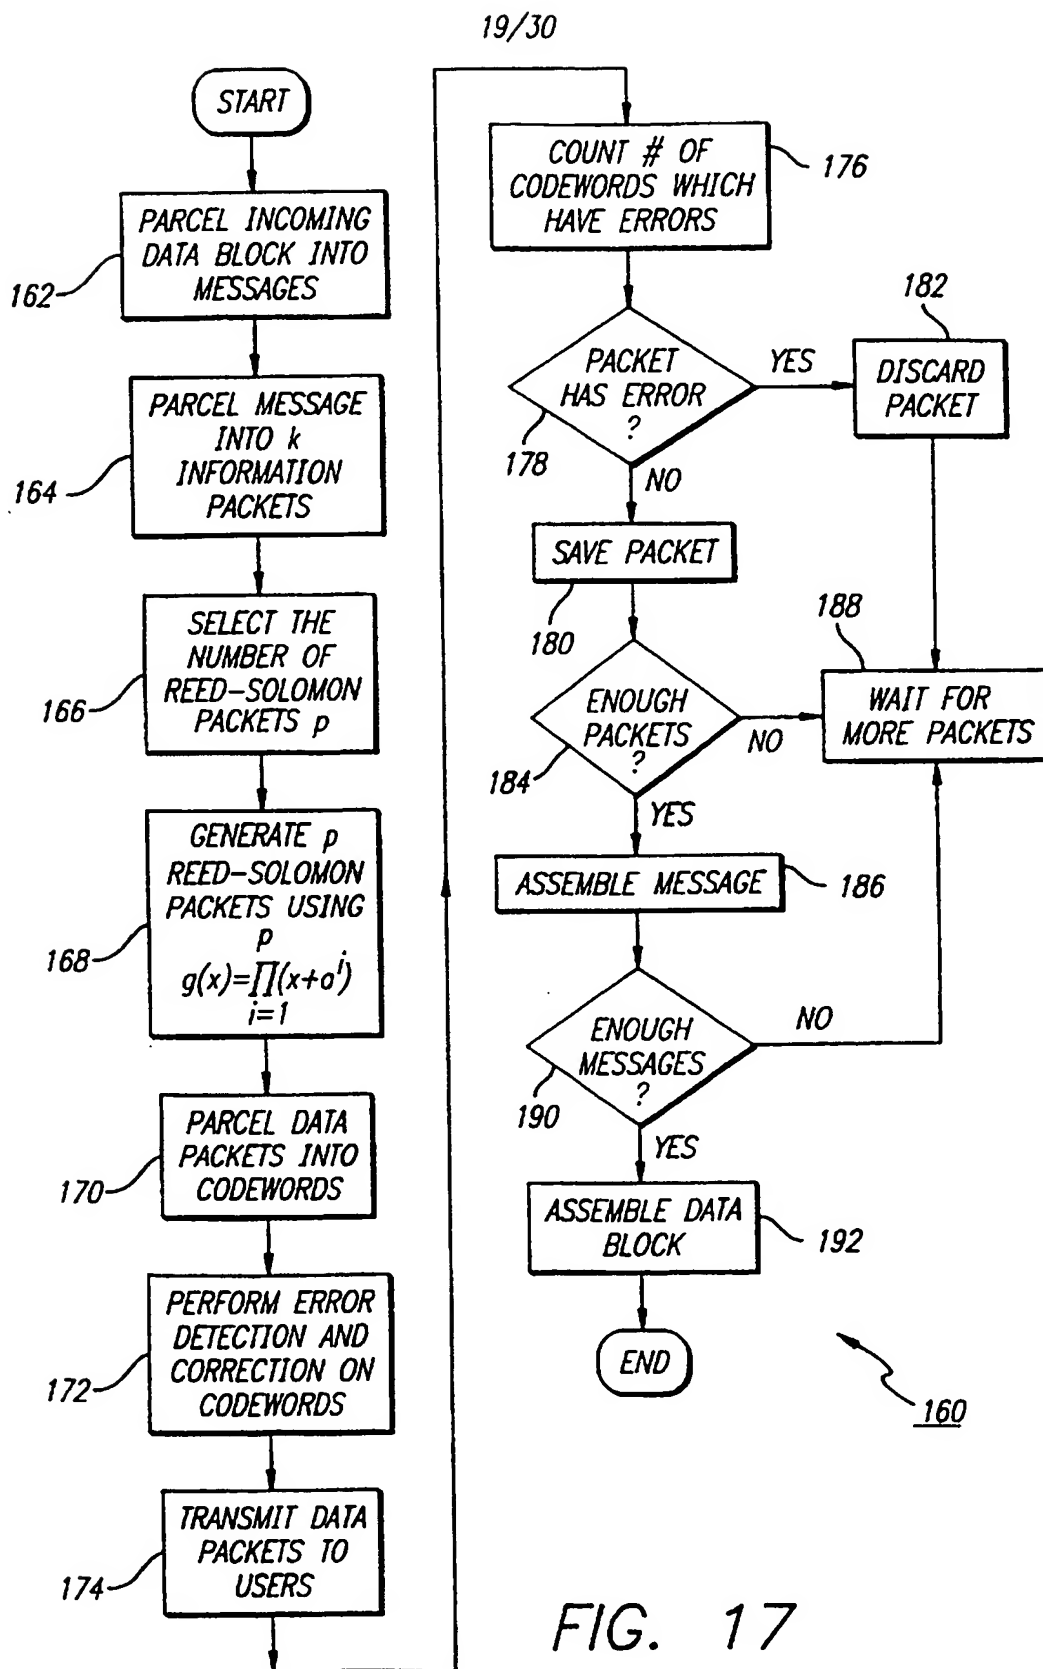 19/30
START
PARCEL INCOMING
DATA BLOCK INTO
MESSAGES
162
PARCEL MESSAGE
INTO k
INFORMATION
PACKETS
164
SELECT THE
NUMBER OF
REED-SOLOMON
PACKETS p
166
GENERATE p
REED-SOLOMON
PACKETS USING
p
g(x)=∏(x+a^i)
i=1
168
PARCEL DATA
PACKETS INTO
CODEWORDS
170
PERFORM ERROR
DETECTION AND
CORRECTION ON
CODEWORDS
172
TRANSMIT DATA
PACKETS TO
USERS
174
COUNT # OF
CODEWORDS WHICH
HAVE ERRORS
176
PACKET
HAS ERROR
?
178
YES
NO
DISCARD
PACKET
182
SAVE PACKET
180
ENOUGH
PACKETS
?
184
NO
YES
WAIT FOR
MORE PACKETS
188
ASSEMBLE MESSAGE
186
ENOUGH
MESSAGES
?
190
NO
YES
ASSEMBLE DATA
BLOCK
192
END
160
FIG. 17